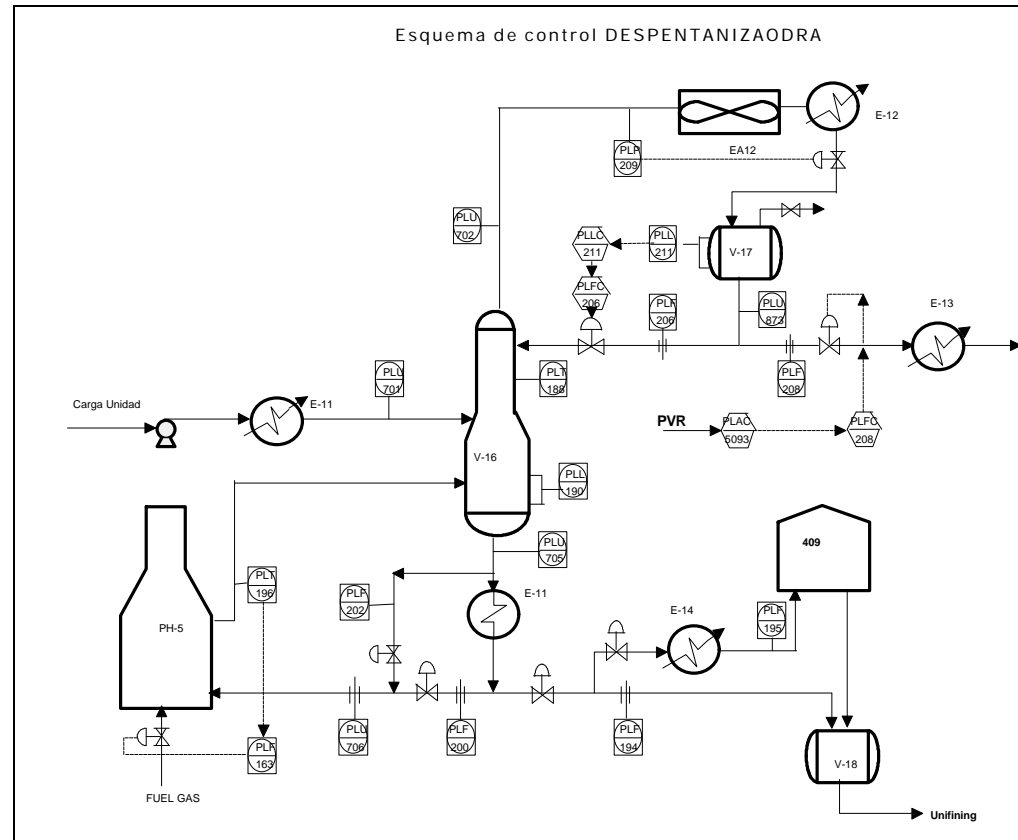 Esquema de control DESPENTANIZAODRA
E-12
PLP
209
EA12
PLU
702
PLLC
211
PLL
211
V-17
PLFC
206
PLF
206
PLU
873
E-13
PLU
701
E-11
PLT
188
PLF
208
Carga Unidad
PVR
PLAC
5093
PLFC
208
V-16
PLL
190
409
PLU
705
PLT
196
PLF
202
E-11
E-14
PLF
195
PH-5
PLU
706
PLF
200
PLF
194
PLF
163
V-18
FUEL GAS
Unifining